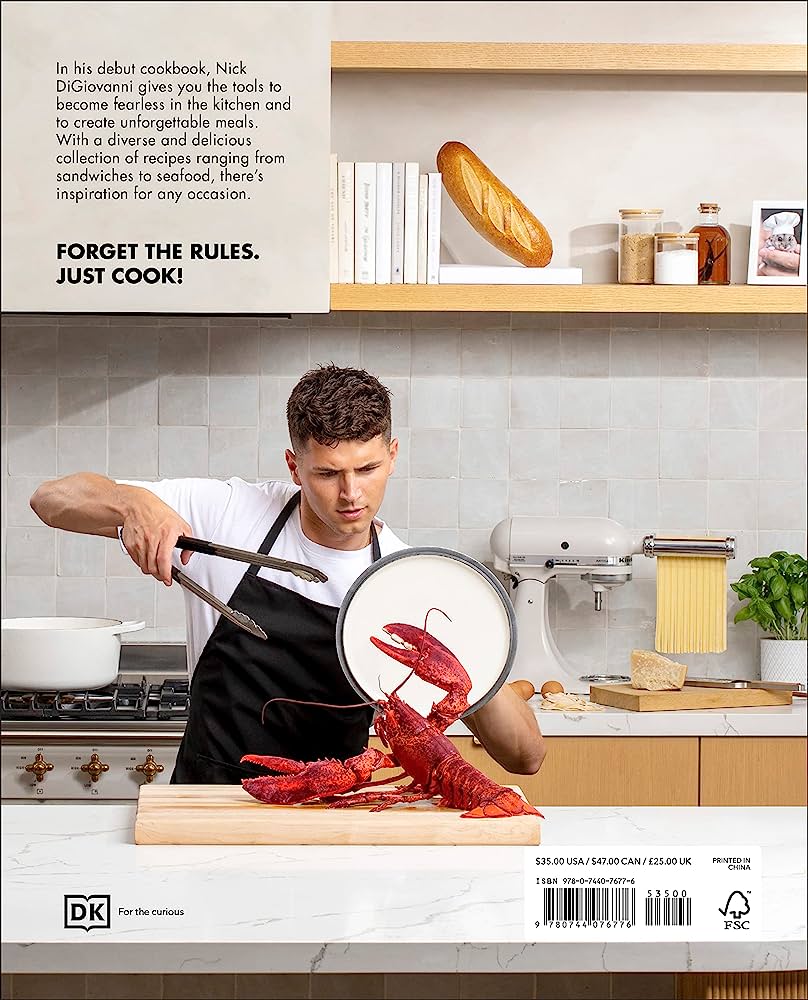 In his debut cookbook, Nick
DiGiovanni gives you the tools to
become fearless in the kitchen and
to create unforgettable meals.
With a diverse and delicious
collection of recipes ranging from
sandwiches to seafood, there's
inspiration for any occasion.
FORGET THE RULES.
JUST COOK!
$35.00 USA / $47.00 CAN / £25.00 UK
PRINTED IN
CHINA
ISBN 978-0-7440-7677-6
53500
9 780744 076776
FSC
DK
For the curious